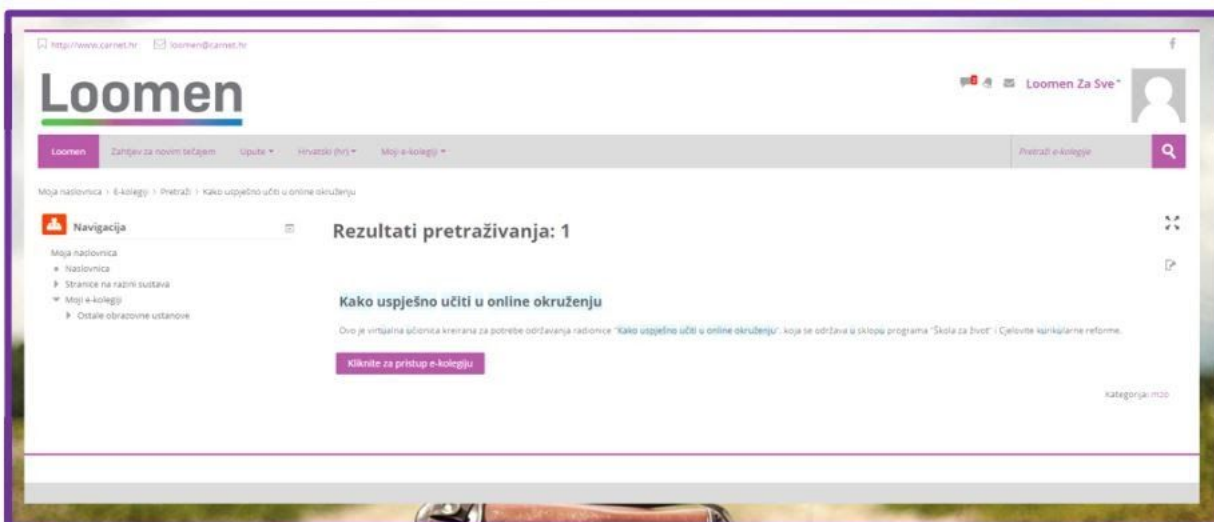 http://www.carnet.hr loomen@carnet.hr
Loomen
2 Loomen Za Sve
Loomen Zahtjev za novim tečajem Upute Hrvatski (hr) Moji e-kolegiji Pretraži e-kolegije
Moja naslovnica > E-kolegiji > Pretraži > Kako uspješno učiti u online okruženju
Navigacija
Moja naslovnica
Naslovnica
Stranice na razini sustava
Moji e-kolegiji
Ostale obrazovne ustanove
Rezultati pretraživanja: 1
Kako uspješno učiti u online okruženju
Ovo je virtualna učionica kreirana za potrebe održavanja radionice "Kako uspješno učiti u online okruženju", koja se održava u sklopu programa "Škola za život" i Cjelovite kurikularne reforme.
Kliknite za pristup e-kolegiju
Kategorija: mzo